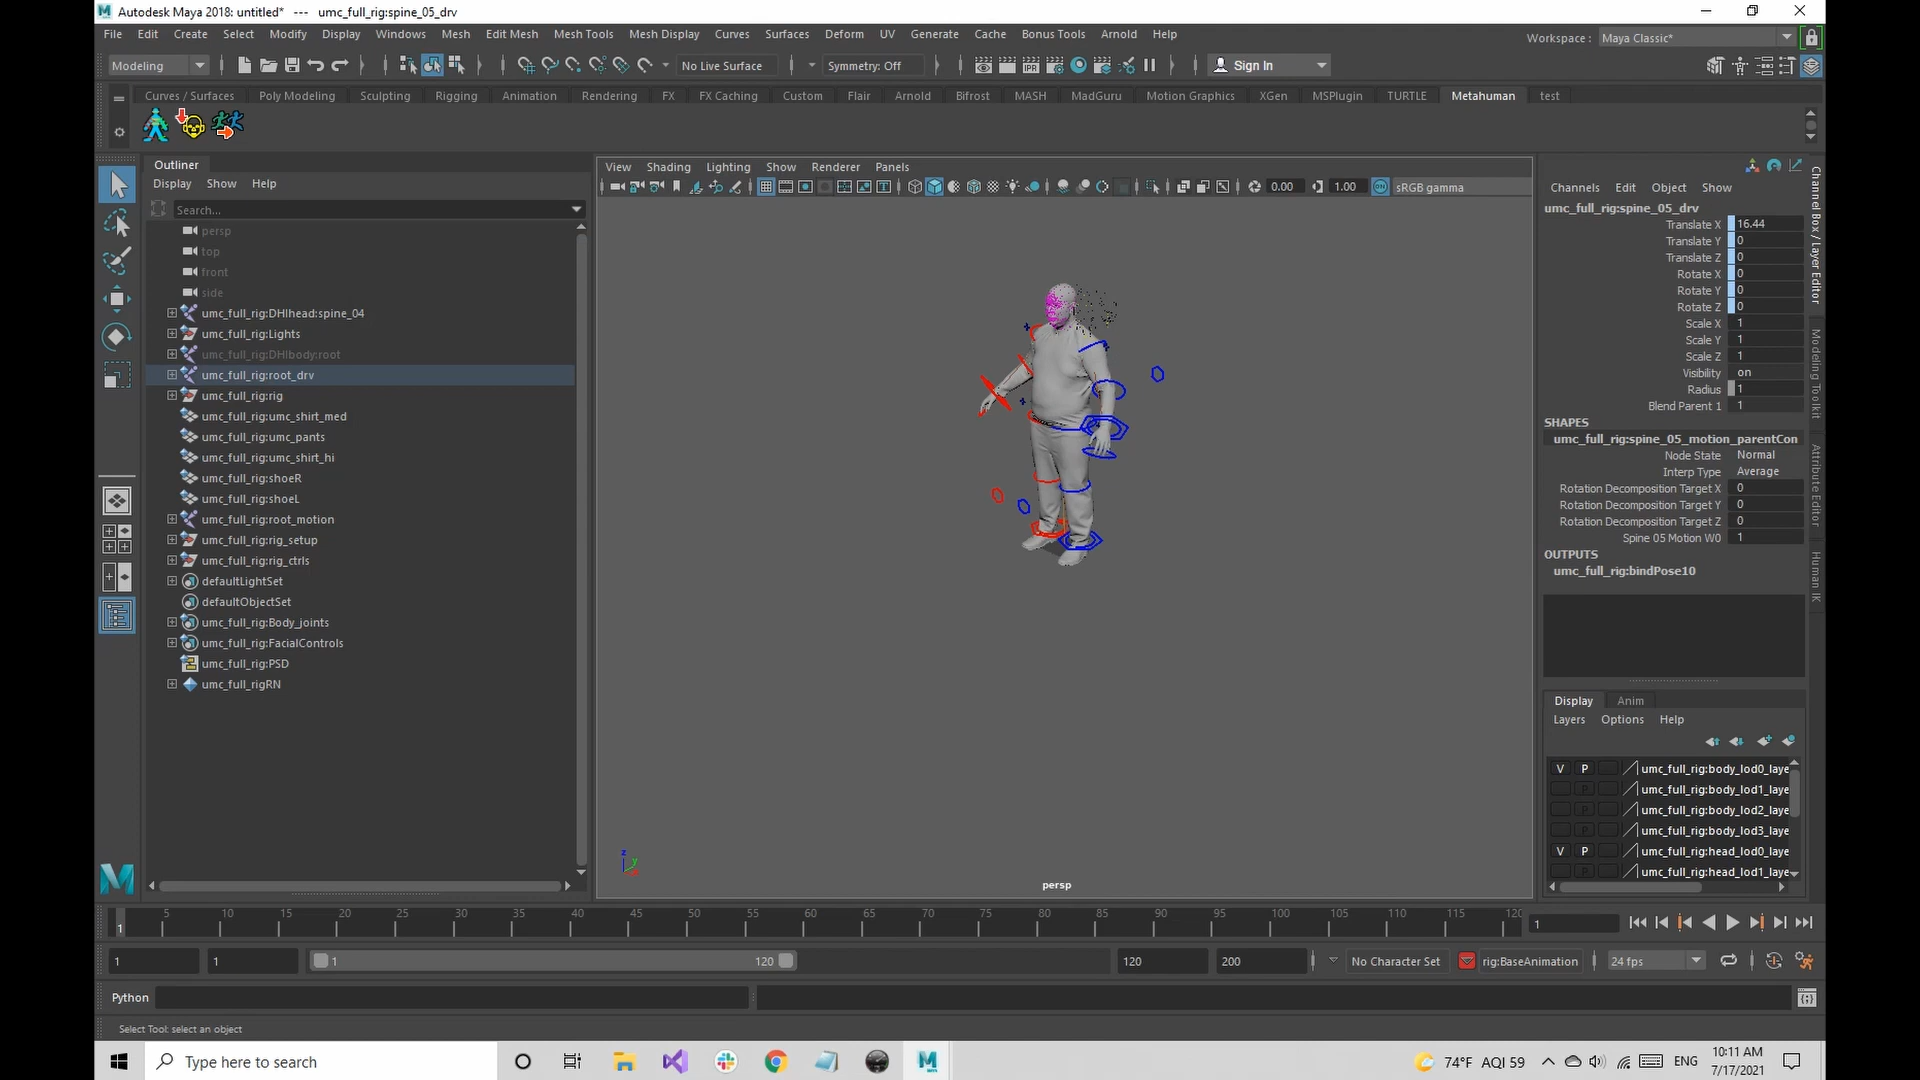 Autodesk Maya 2018: untitled* --- umc_full_rig:spine_05_drv
File Edit Create Select Modify Display Windows Mesh Edit Mesh Mesh Tools Mesh Display Curves Surfaces Deform UV Generate Cache Bonus Tools Arnold Help
Workspace : Maya Classic*
Modeling No Live Surface Symmetry: Off Sign In
Curves / Surfaces Poly Modeling Sculpting Rigging Animation Rendering FX FX Caching Custom Flair Arnold Bifrost MASH MadGuru Motion Graphics XGen MSPlugin TURTLE Metahuman test
Outliner
Display Show Help
Search...
persp
top
front
side
umc_full_rig:DHIhead:spine_04
umc_full_rig:Lights
umc_full_rig:DHIbody:root
umc_full_rig:root_drv
umc_full_rig:rig
umc_full_rig:umc_shirt_med
umc_full_rig:umc_pants
umc_full_rig:umc_shirt_hi
umc_full_rig:shoeR
umc_full_rig:shoeL
umc_full_rig:root_motion
umc_full_rig:rig_setup
umc_full_rig:rig_ctrls
defaultLightSet
defaultObjectSet
umc_full_rig:Body_joints
umc_full_rig:FacialControls
umc_full_rig:PSD
umc_full_rigRN
View Shading Lighting Show Renderer Panels
0.00 1.00 sRGB gamma
z
y
persp
Channels Edit Object Show
umc_full_rig:spine_05_drv
Translate X 16.44
Translate Y 0
Translate Z 0
Rotate X 0
Rotate Y 0
Rotate Z 0
Scale X 1
Scale Y 1
Scale Z 1
Visibility on
Radius 1
Blend Parent 1 1
SHAPES
umc_full_rig:spine_05_motion_parentCon
Node State Normal
Interp Type Average
Rotation Decomposition Target X 0
Rotation Decomposition Target Y 0
Rotation Decomposition Target Z 0
Spine 05 Motion W0 1
OUTPUTS
umc_full_rig:bindPose10
Channel Box / Layer Editor
Modeling Toolkit
Attribute Editor
Human IK
Display Anim
Layers Options Help
V P umc_full_rig:body_lod0_laye
P umc_full_rig:body_lod1_laye
P umc_full_rig:body_lod2_laye
P umc_full_rig:body_lod3_laye
V P umc_full_rig:head_lod0_laye
P umc_full_rig:head_lod1_laye
1 5 10 15 20 25 30 35 40 45 50 55 60 65 70 75 80 85 90 95 100 105 110 115 120
1
1 1 1 120 120 200 No Character Set rig:BaseAnimation 24 fps
Python
Select Tool: select an object
Type here to search
74°F AQI 59 ENG
10:11 AM
7/17/2021